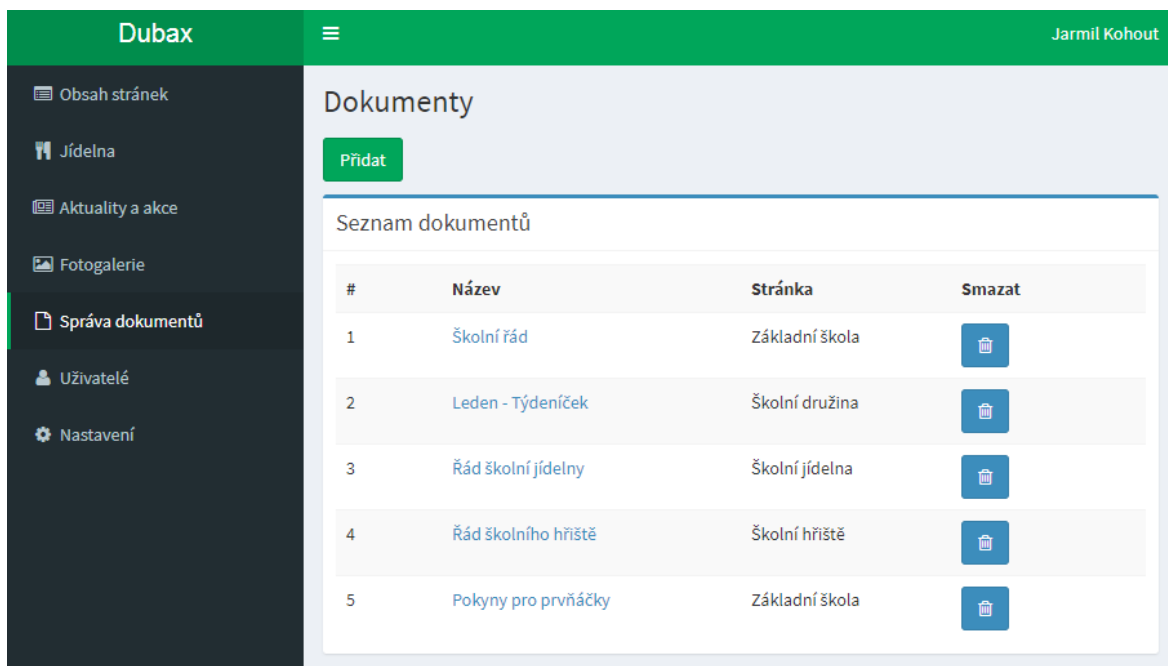 Dubax
Jarmil Kohout
Obsah stránek
Jídelna
Aktuality a akce
Fotogalerie
Správa dokumentů
Uživatelé
Nastavení
Dokumenty
Přidat
Seznam dokumentů
# Název Stránka Smazat
1 Školní řád Základní škola
2 Leden - Týdeníček Školní družina
3 Řád školní jídelny Školní jídelna
4 Řád školního hřiště Školní hřiště
5 Pokyny pro prvňáčky Základní škola